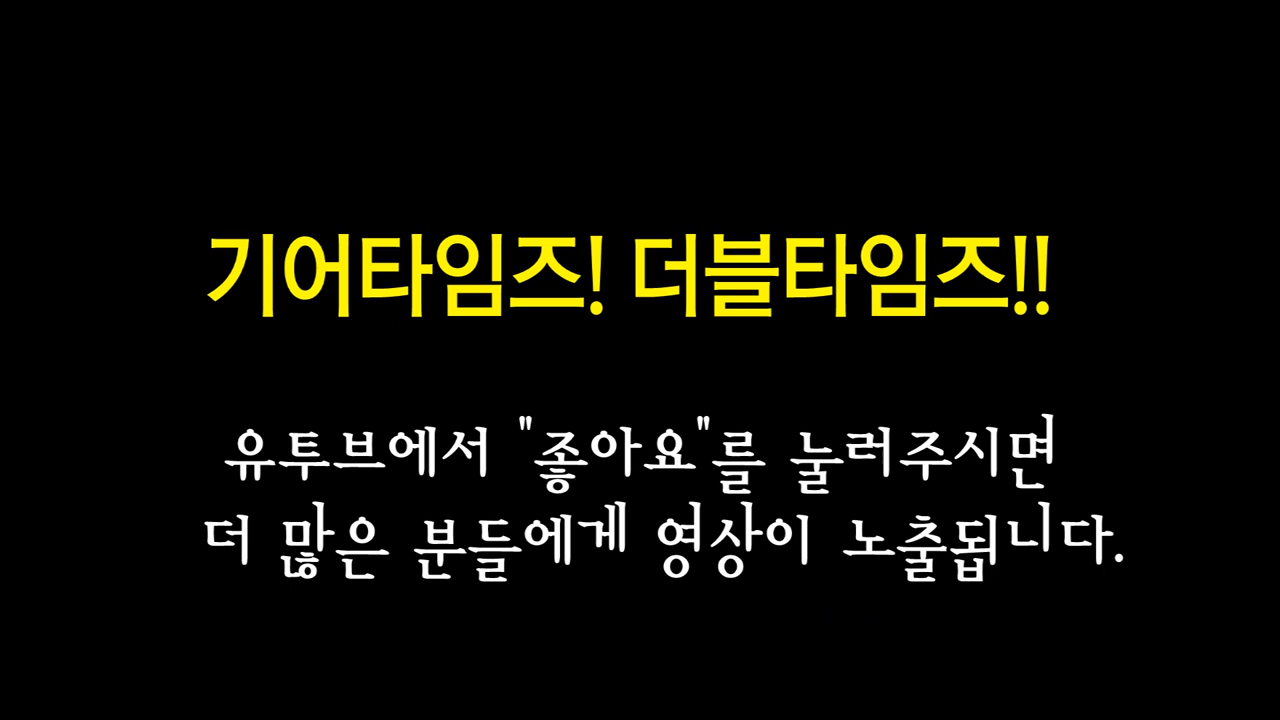 기어타임즈! 더블타임즈!!
유투브에서 "좋아요"를 눌러주시면
더 많은 분들에게 영상이 노출됩니다.